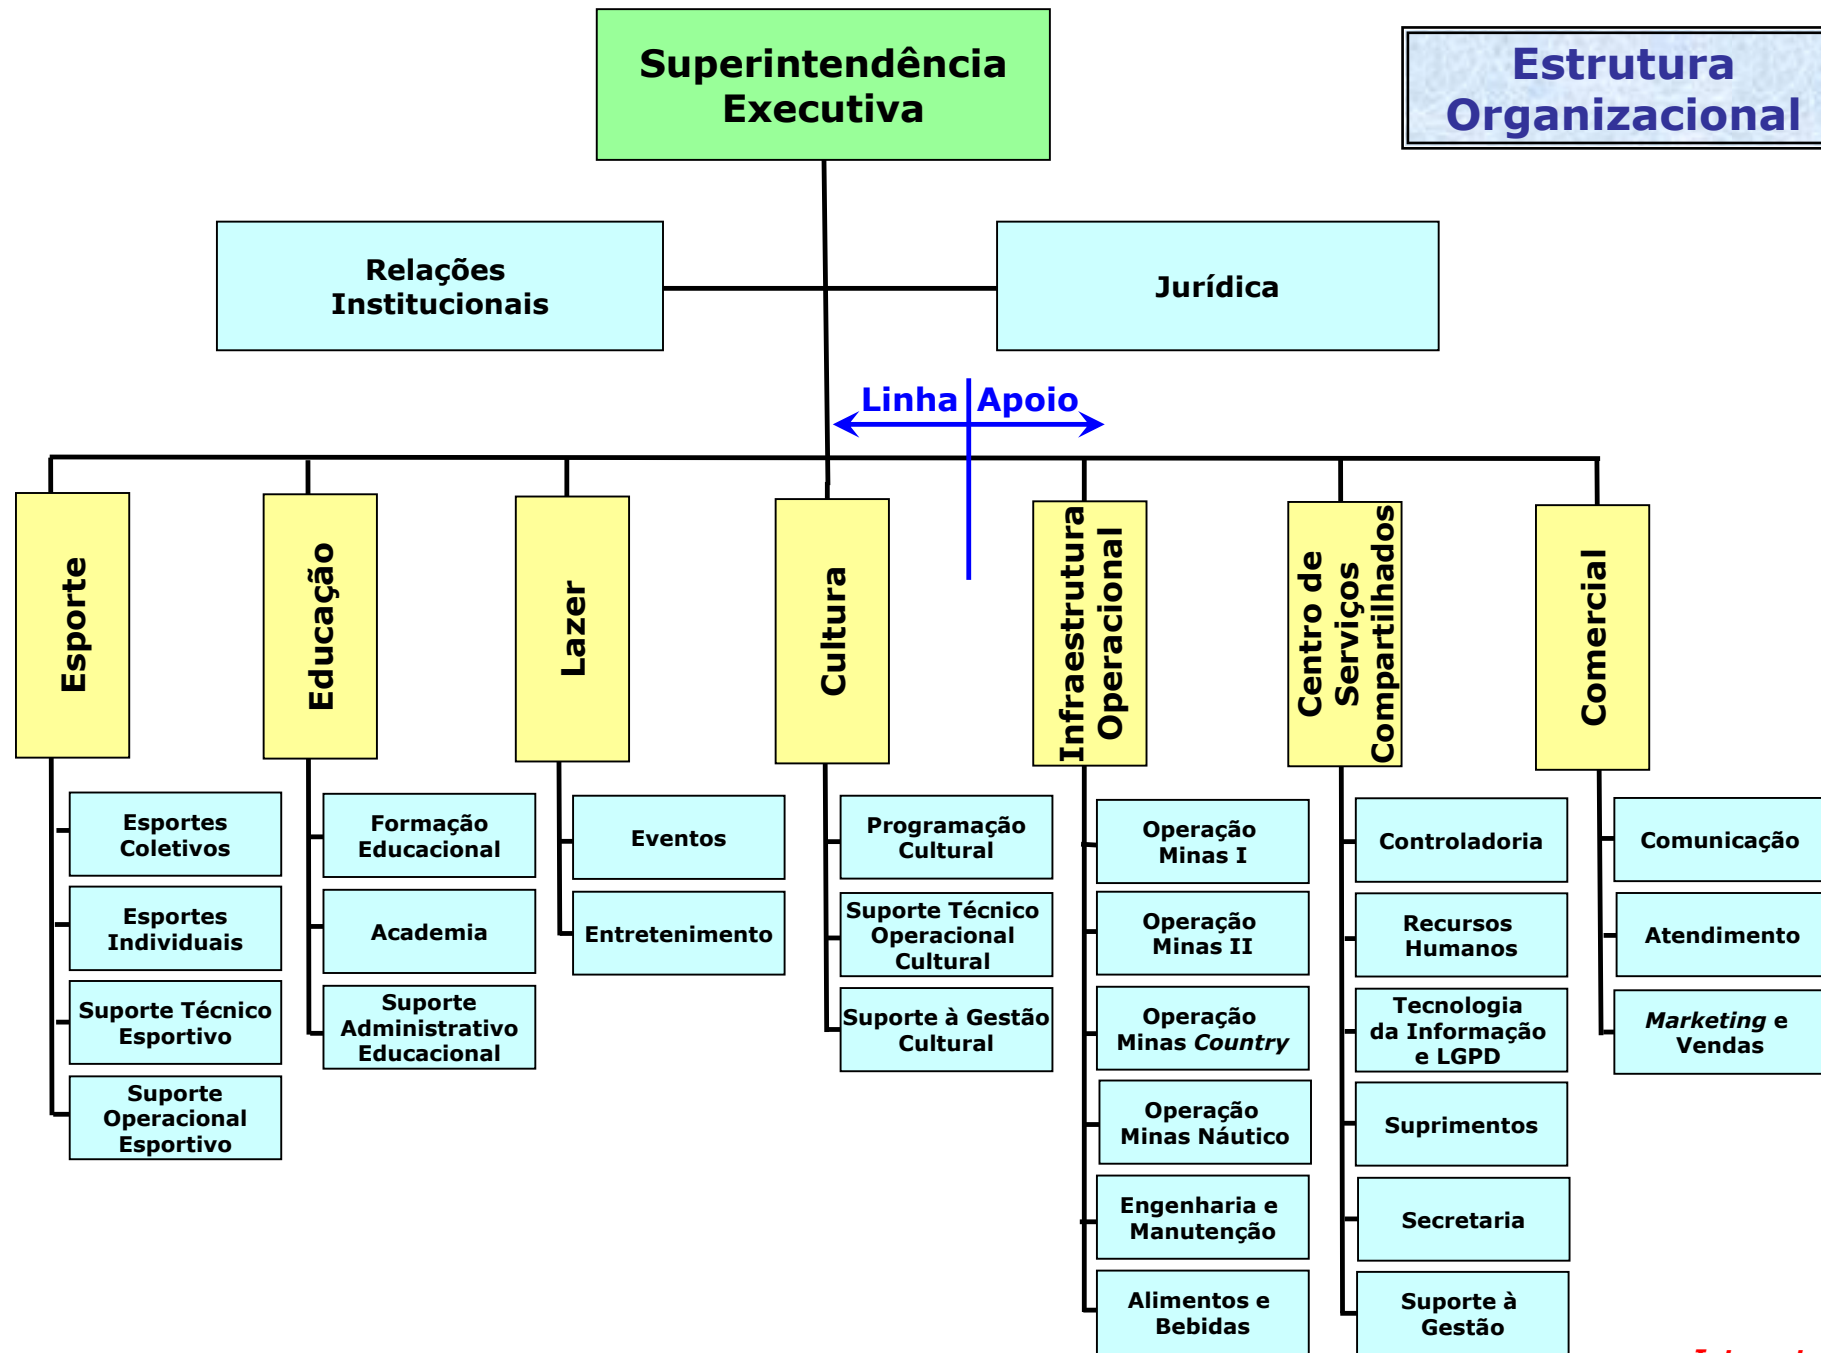 Superintendência
Executiva
Estrutura
Organizacional
Relações
Institucionais
Jurídica
Linha
Apoio
Esporte
Educação
Lazer
Cultura
Infraestrutura
Operacional
Centro de
Serviços
Compartilhados
Comercial
Esportes
Coletivos
Esportes
Individuais
Suporte Técnico
Esportivo
Suporte
Operacional
Esportivo
Formação
Educacional
Academia
Suporte
Administrativo
Educacional
Eventos
Entretenimento
Programação
Cultural
Suporte Técnico
Operacional
Cultural
Suporte à Gestão
Cultural
Operação
Minas I
Operação
Minas II
Operação
Minas Country
Operação
Minas Náutico
Engenharia e
Manutenção
Alimentos e
Bebidas
Controladoria
Recursos
Humanos
Tecnologia
da Informação
e LGPD
Suprimentos
Secretaria
Suporte à
Gestão
Comunicação
Atendimento
Marketing e
Vendas